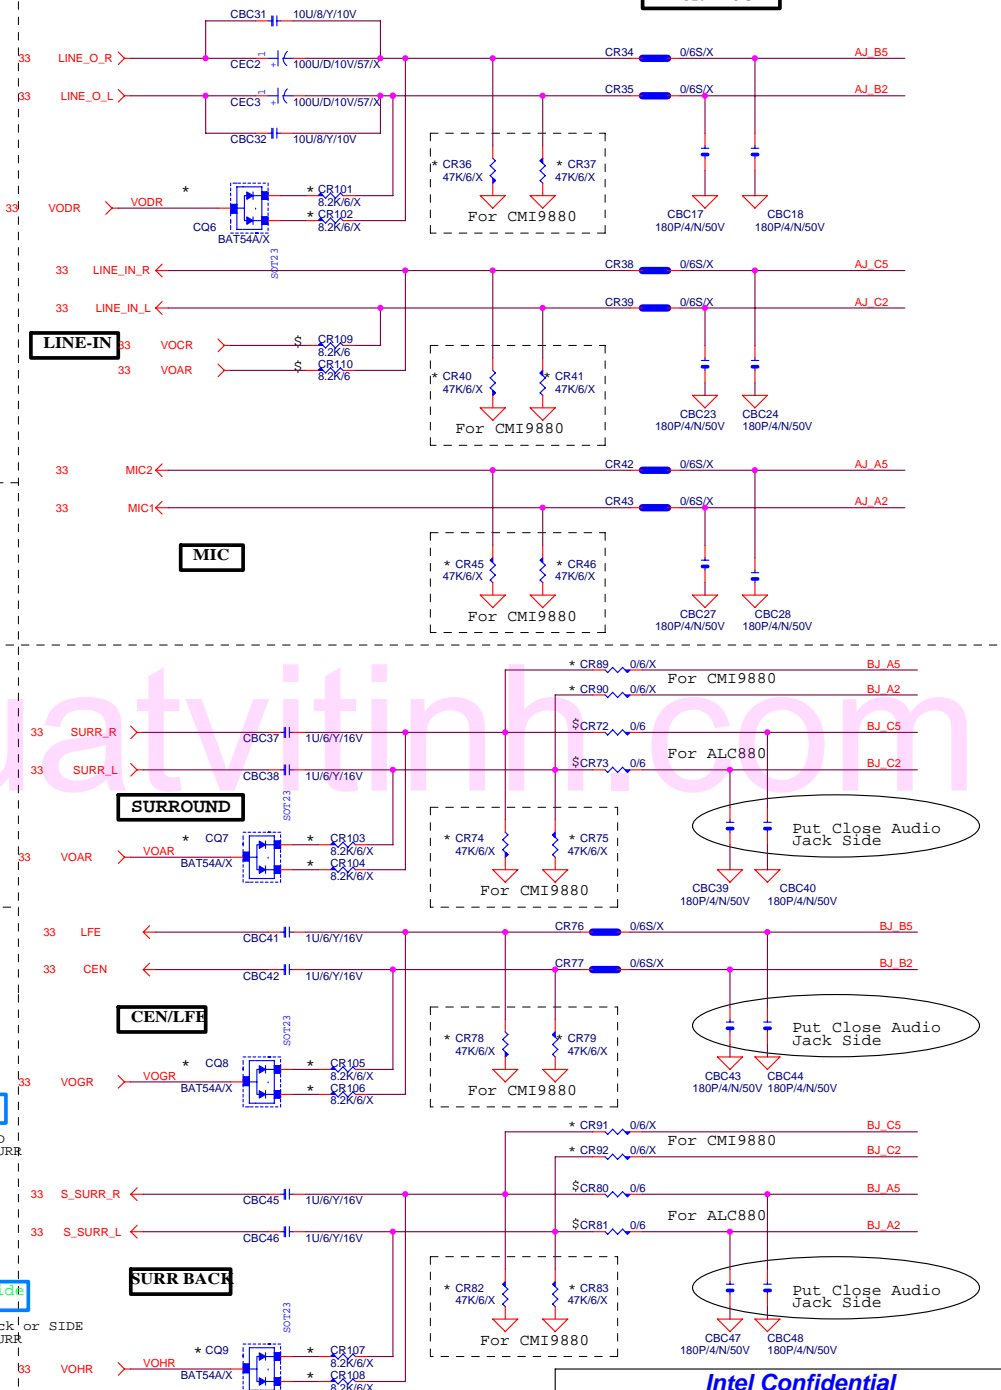 CBC31 10U/8/Y/10V
33 LINE_O_R CEC2 1 + 100U/D/10V/57/X CR34 0/6S/X AJ_B5
33 LINE_O_L CEC3 1 + 100U/D/10V/57/X CR35 0/6S/X AJ_B2
CBC32 10U/8/Y/10V
* CR36 47K/6/X * CR37 47K/6/X
For CMI9880
CBC17 180P/4/N/50V CBC18 180P/4/N/50V
33 VODR VODR * CQ6 BAT54A/X SOT23
* CR101 8.2K/6/X
* CR102 8.2K/6/X
33 LINE_IN_R CR38 0/6S/X AJ_C5
33 LINE_IN_L CR39 0/6S/X AJ_C2
LINE-IN
33 VOCR $ CR109 8.2K/6
33 VOAR $ CR110 8.2K/6
* CR40 47K/6/X * CR41 47K/6/X
For CMI9880
CBC23 180P/4/N/50V CBC24 180P/4/N/50V
33 MIC2 CR42 0/6S/X AJ_A5
33 MIC1 CR43 0/6S/X AJ_A2
MIC
* CR45 47K/6/X * CR46 47K/6/X
For CMI9880
CBC27 180P/4/N/50V CBC28 180P/4/N/50V
uatvitinh.com
* CR89 0/6/X BJ_A5
For CMI9880
* CR90 0/6/X BJ_A2
33 SURR_R CBC37 1U/6/Y/16V $ CR72 0/6 BJ_C5
For ALC880
33 SURR_L CBC38 1U/6/Y/16V $ CR73 0/6 BJ_C2
SURROUND
SOT23
33 VOAR VOAR * CQ7 BAT54A/X
* CR103 8.2K/6/X
* CR104 8.2K/6/X
* CR74 47K/6/X * CR75 47K/6/X
For CMI9880
Put Close Audio
Jack Side
CBC39 180P/4/N/50V CBC40 180P/4/N/50V
33 LFE CBC41 1U/6/Y/16V CR76 0/6S/X BJ_B5
33 CEN CBC42 1U/6/Y/16V CR77 0/6S/X BJ_B2
CEN/LFE
SOT23
33 VOGR VOGR * CQ8 BAT54A/X
* CR105 8.2K/6/X
* CR106 8.2K/6/X
* CR78 47K/6/X * CR79 47K/6/X
For CMI9880
Put Close Audio
Jack Side
CBC43 180P/4/N/50V CBC44 180P/4/N/50V
* CR91 0/6/X BJ_C5
For CMI9880
* CR92 0/6/X BJ_C2
URR
33 S_SURR_R CBC45 1U/6/Y/16V $ CR80 0/6 BJ_A5
For ALC880
33 S_SURR_L CBC46 1U/6/Y/16V $ CR81 0/6 BJ_A2
SURR BACK
ide
ck or SIDE
URR
SOT23
33 VOHR VOHR * CQ9 BAT54A/X
* CR107 8.2K/6/X
* CR108 8.2K/6/X
* CR82 47K/6/X * CR83 47K/6/X
For CMI9880
Put Close Audio
Jack Side
CBC47 180P/4/N/50V CBC48 180P/4/N/50V
Intel Confidential